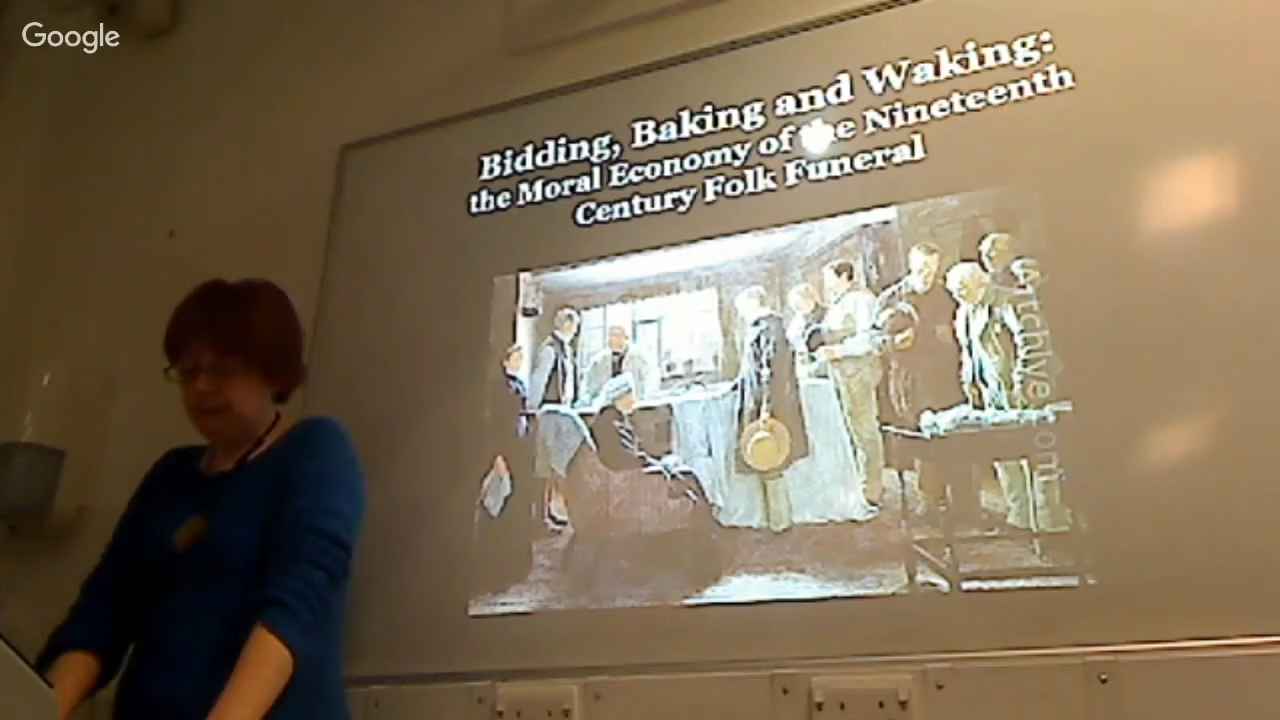 Google
Bidding, Baking and Waking:
the Moral Economy of the Nineteenth
Century Folk Funeral